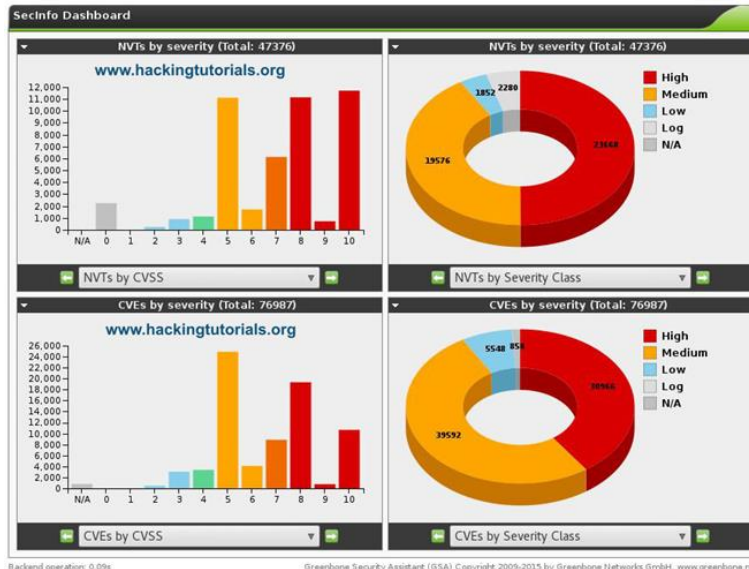 SecInfo Dashboard
NVTs by severity (Total: 47376)
www.hackingtutorials.org
12,000
11,000
10,000
9,000
8,000
7,000
6,000
5,000
4,000
3,000
2,000
1,000
0
N/A 0 1 2 3 4 5 6 7 8 9 10
NVTs by CVSS
NVTs by severity (Total: 47376)
1852
2280
19576
23668
High
Medium
Low
Log
N/A
NVTs by Severity Class
CVEs by severity (Total: 76987)
www.hackingtutorials.org
26,000
24,000
22,000
20,000
18,000
16,000
14,000
12,000
10,000
8,000
6,000
4,000
2,000
0
N/A 0 1 2 3 4 5 6 7 8 9 10
CVEs by CVSS
CVEs by severity (Total: 76987)
5548
39592
High
Medium
Low
Log
N/A
CVEs by Severity Class
Backend operation: 0.09s
Greenbone Security Assistant (GSA) Copyright 2009-2015 by Greenbone Networks GmbH, www.greenbone.n